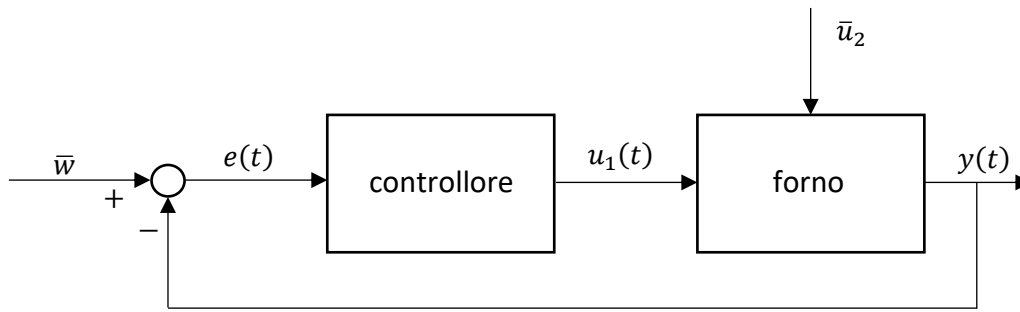 ū₂
w̄
e(t)
controllore
u₁(t)
forno
y(t)
+
−